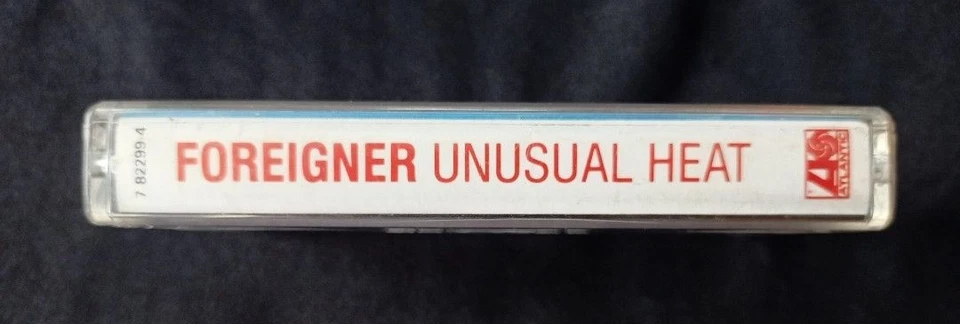 7 82299-4
FOREIGNER UNUSUAL HEAT
ATLANTIC